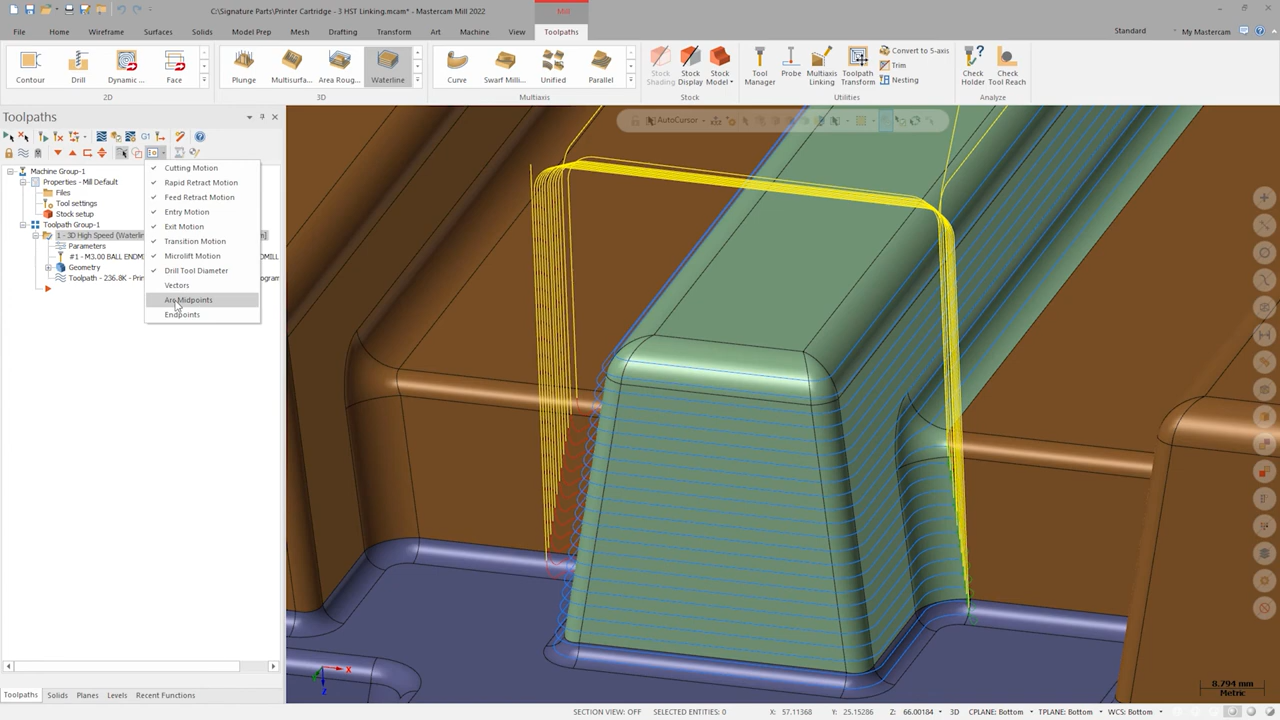 C:\Signature Parts\Printer Cartridge - 3 HST Linking.mcam* - Mastercam Mill 2022
Mill
File Home Wireframe Surfaces Solids Model Prep Mesh Drafting Transform Art Machine View Toolpaths
Standard My Mastercam
Contour Drill Dynamic ... Face
Plunge Multisurfa... Area Roug... Waterline
Curve Swarf Milli... Unified Parallel
Stock Shading Stock Display Stock Model
Tool Manager Probe Multiaxis Linking Toolpath Transform
Convert to 5-axis
Trim
Nesting
Check Holder Check Tool Reach
2D 3D Multiaxis Stock Utilities Analyze
Toolpaths
AutoCursor
G1
Machine Group-1
Properties - Mill Default
Files
Tool settings
Stock setup
Toolpath Group-1
1 - 3D High Speed (Waterlin
Parameters
#1 - M3.00 BALL ENDM
Geometry
Toolpath - 236.8K - Prin
Cutting Motion
Rapid Retract Motion
Feed Retract Motion
Entry Motion
Exit Motion
Transition Motion
Microlift Motion
Drill Tool Diameter
Vectors
Arc Midpoints
Endpoints
X
Z
8.794 mm
Metric
Toolpaths Solids Planes Levels Recent Functions
SECTION VIEW: OFF SELECTED ENTITIES: 0 X: 57.11368 Y: 25.15286 Z: 66.00184 3D CPLANE: Bottom TPLANE: Bottom WCS: Bottom